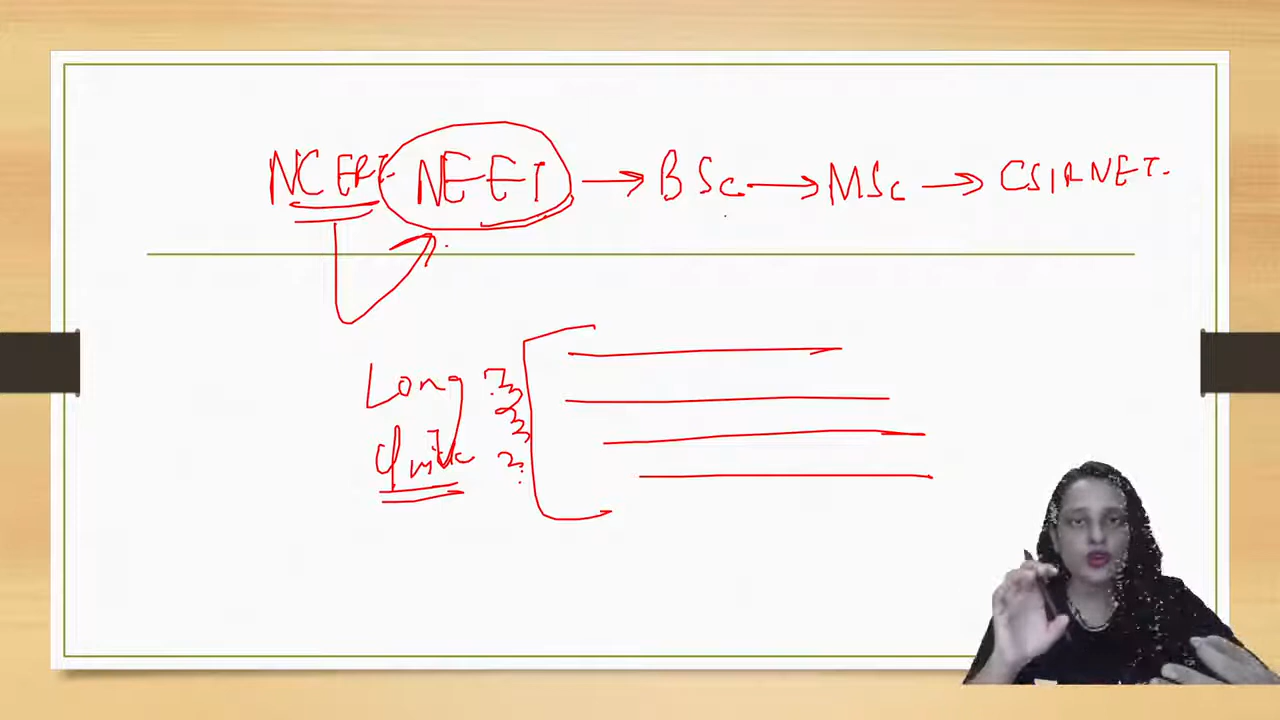 NCERT NEET → BSc → MSc → CSIR NET.
Long ?
Quick ?